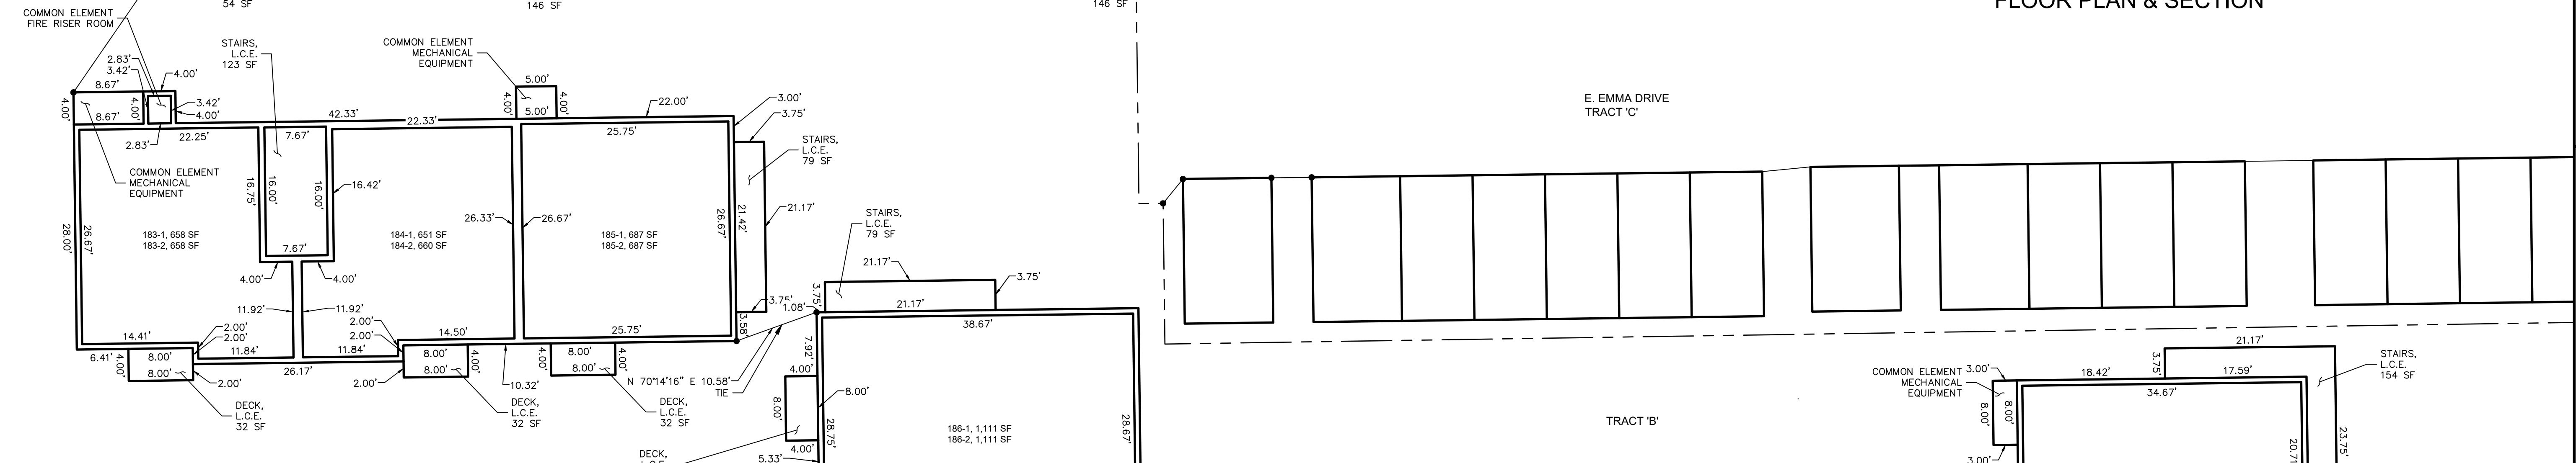 54 SF
146 SF
146 SF
FLOOR PLAN & SECTION
COMMON ELEMENT
FIRE RISER ROOM
STAIRS,
L.C.E.
123 SF
COMMON ELEMENT
MECHANICAL
EQUIPMENT
2.83'
3.42'
4.00'
8.67'
4.00'
4.00'
8.67'
3.42'
4.00'
42.33'
22.33'
22.25'
2.83'
7.67'
5.00'
4.00'
4.00'
5.00'
22.00'
3.00'
3.75'
25.75'
STAIRS,
L.C.E.
79 SF
COMMON ELEMENT
MECHANICAL
EQUIPMENT
16.75'
16.00'
16.00'
16.42'
28.00'
26.67'
183-1, 658 SF
183-2, 658 SF
7.67'
4.00'
4.00'
184-1, 651 SF
184-2, 660 SF
26.33'
26.67'
185-1, 687 SF
185-2, 687 SF
26.67'
21.42'
21.17'
11.92'
11.92'
14.41'
2.00'
2.00'
11.84'
11.84'
2.00'
2.00'
14.50'
25.75'
3.75'
3.58'
1.08'
6.41'
4.00'
8.00'
8.00'
2.00'
26.17'
2.00'
8.00'
8.00'
4.00'
10.32'
4.00'
8.00'
8.00'
4.00'
N 70°14'16" E 10.58'
TIE
DECK,
L.C.E.
32 SF
DECK,
L.C.E.
32 SF
DECK,
L.C.E.
32 SF
STAIRS,
L.C.E.
79 SF
21.17'
3.75'
3.75'
21.17'
38.67'
7.92'
4.00'
8.00'
8.00'
28.75'
4.00'
5.33'
DECK,
L.C.E.
186-1, 1,111 SF
186-2, 1,111 SF
28.67'
E. EMMA DRIVE
TRACT 'C'
TRACT 'B'
COMMON ELEMENT
MECHANICAL
EQUIPMENT
3.00'
8.00'
8.00'
3.00'
18.42'
3.75'
21.17'
17.59'
34.67'
STAIRS,
L.C.E.
154 SF
23.75'
20.71'